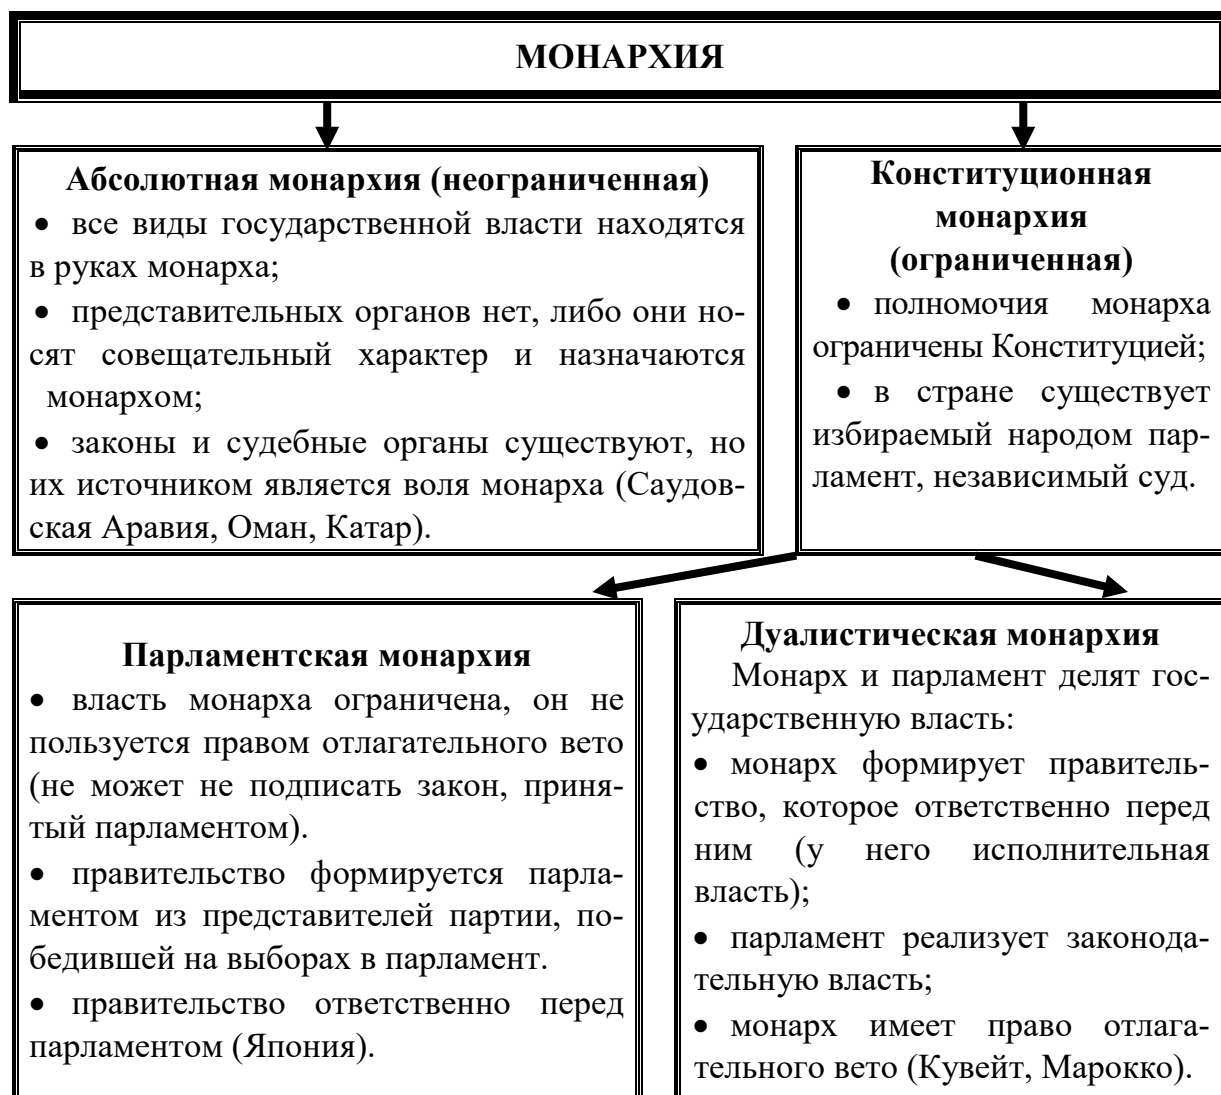 МОНАРХИЯ
Абсолютная монархия (неограниченная)
• все виды государственной власти находятся
в руках монарха;
• представительных органов нет, либо они но-
сят совещательный характер и назначаются
монархом;
• законы и судебные органы существуют, но
их источником является воля монарха (Саудов-
ская Аравия, Оман, Катар).
Конституционная
монархия
(ограниченная)
• полномочия монарха
ограничены Конституцией;
• в стране существует
избираемый народом пар-
ламент, независимый суд.
Парламентская монархия
• власть монарха ограничена, он не
пользуется правом отлагательного вето
(не может не подписать закон, приня-
тый парламентом).
• правительство формируется парла-
ментом из представителей партии, по-
бедившей на выборах в парламент.
• правительство ответственно перед
парламентом (Япония).
Дуалистическая монархия
Монарх и парламент делят гос-
ударственную власть:
• монарх формирует правитель-
ство, которое ответственно перед
ним (у него исполнительная
власть);
• парламент реализует законода-
тельную власть;
• монарх имеет право отлага-
тельного вето (Кувейт, Марокко).